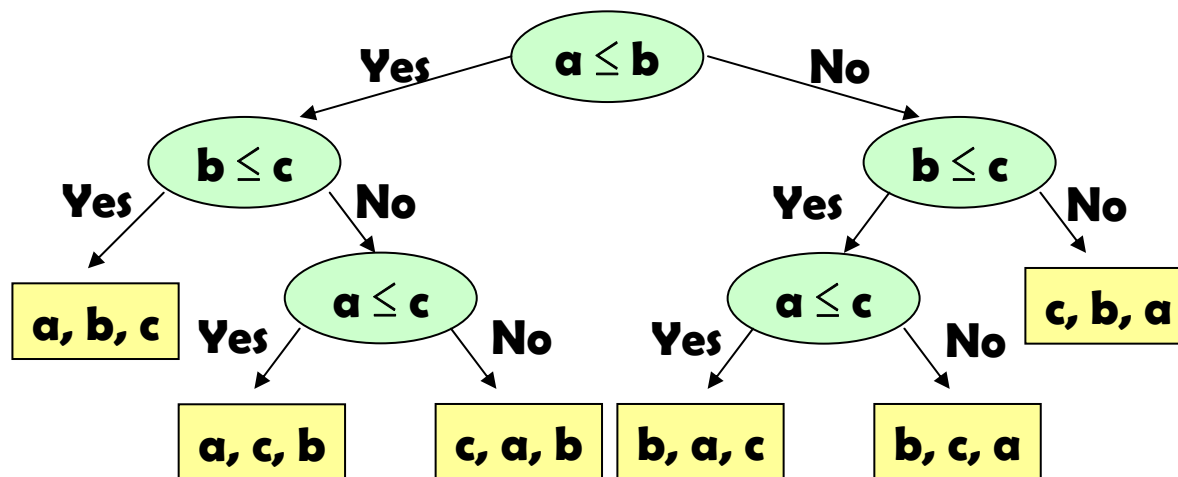 a ≤ b
Yes
No
b ≤ c
b ≤ c
Yes
No
Yes
No
a, b, c
a ≤ c
a ≤ c
c, b, a
Yes
No
Yes
No
a, c, b
c, a, b
b, a, c
b, c, a